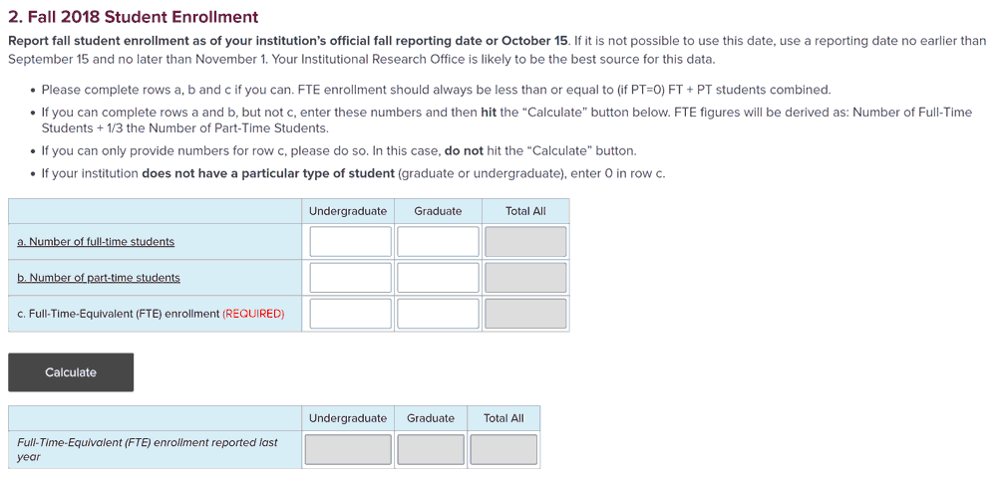 2. Fall 2018 Student Enrollment
Report fall student enrollment as of your institution's official fall reporting date or October 15. If it is not possible to use this date, use a reporting date no earlier than
September 15 and no later than November 1. Your Institutional Research Office is likely to be the best source for this data.
• Please complete rows a, b and c if you can. FTE enrollment should always be less than or equal to (if PT=0) FT + PT students combined.
• If you can complete rows a and b, but not c, enter these numbers and then hit the “Calculate” button below. FTE figures will be derived as: Number of Full-Time
Students + 1/3 the Number of Part-Time Students.
• If you can only provide numbers for row c, please do so. In this case, do not hit the “Calculate” button.
• If your institution does not have a particular type of student (graduate or undergraduate), enter 0 in row c.
Undergraduate Graduate Total All
a. Number of full-time students
b. Number of part-time students
c. Full-Time-Equivalent (FTE) enrollment (REQUIRED)
Calculate
Undergraduate Graduate Total All
Full-Time-Equivalent (FTE) enrollment reported last
year